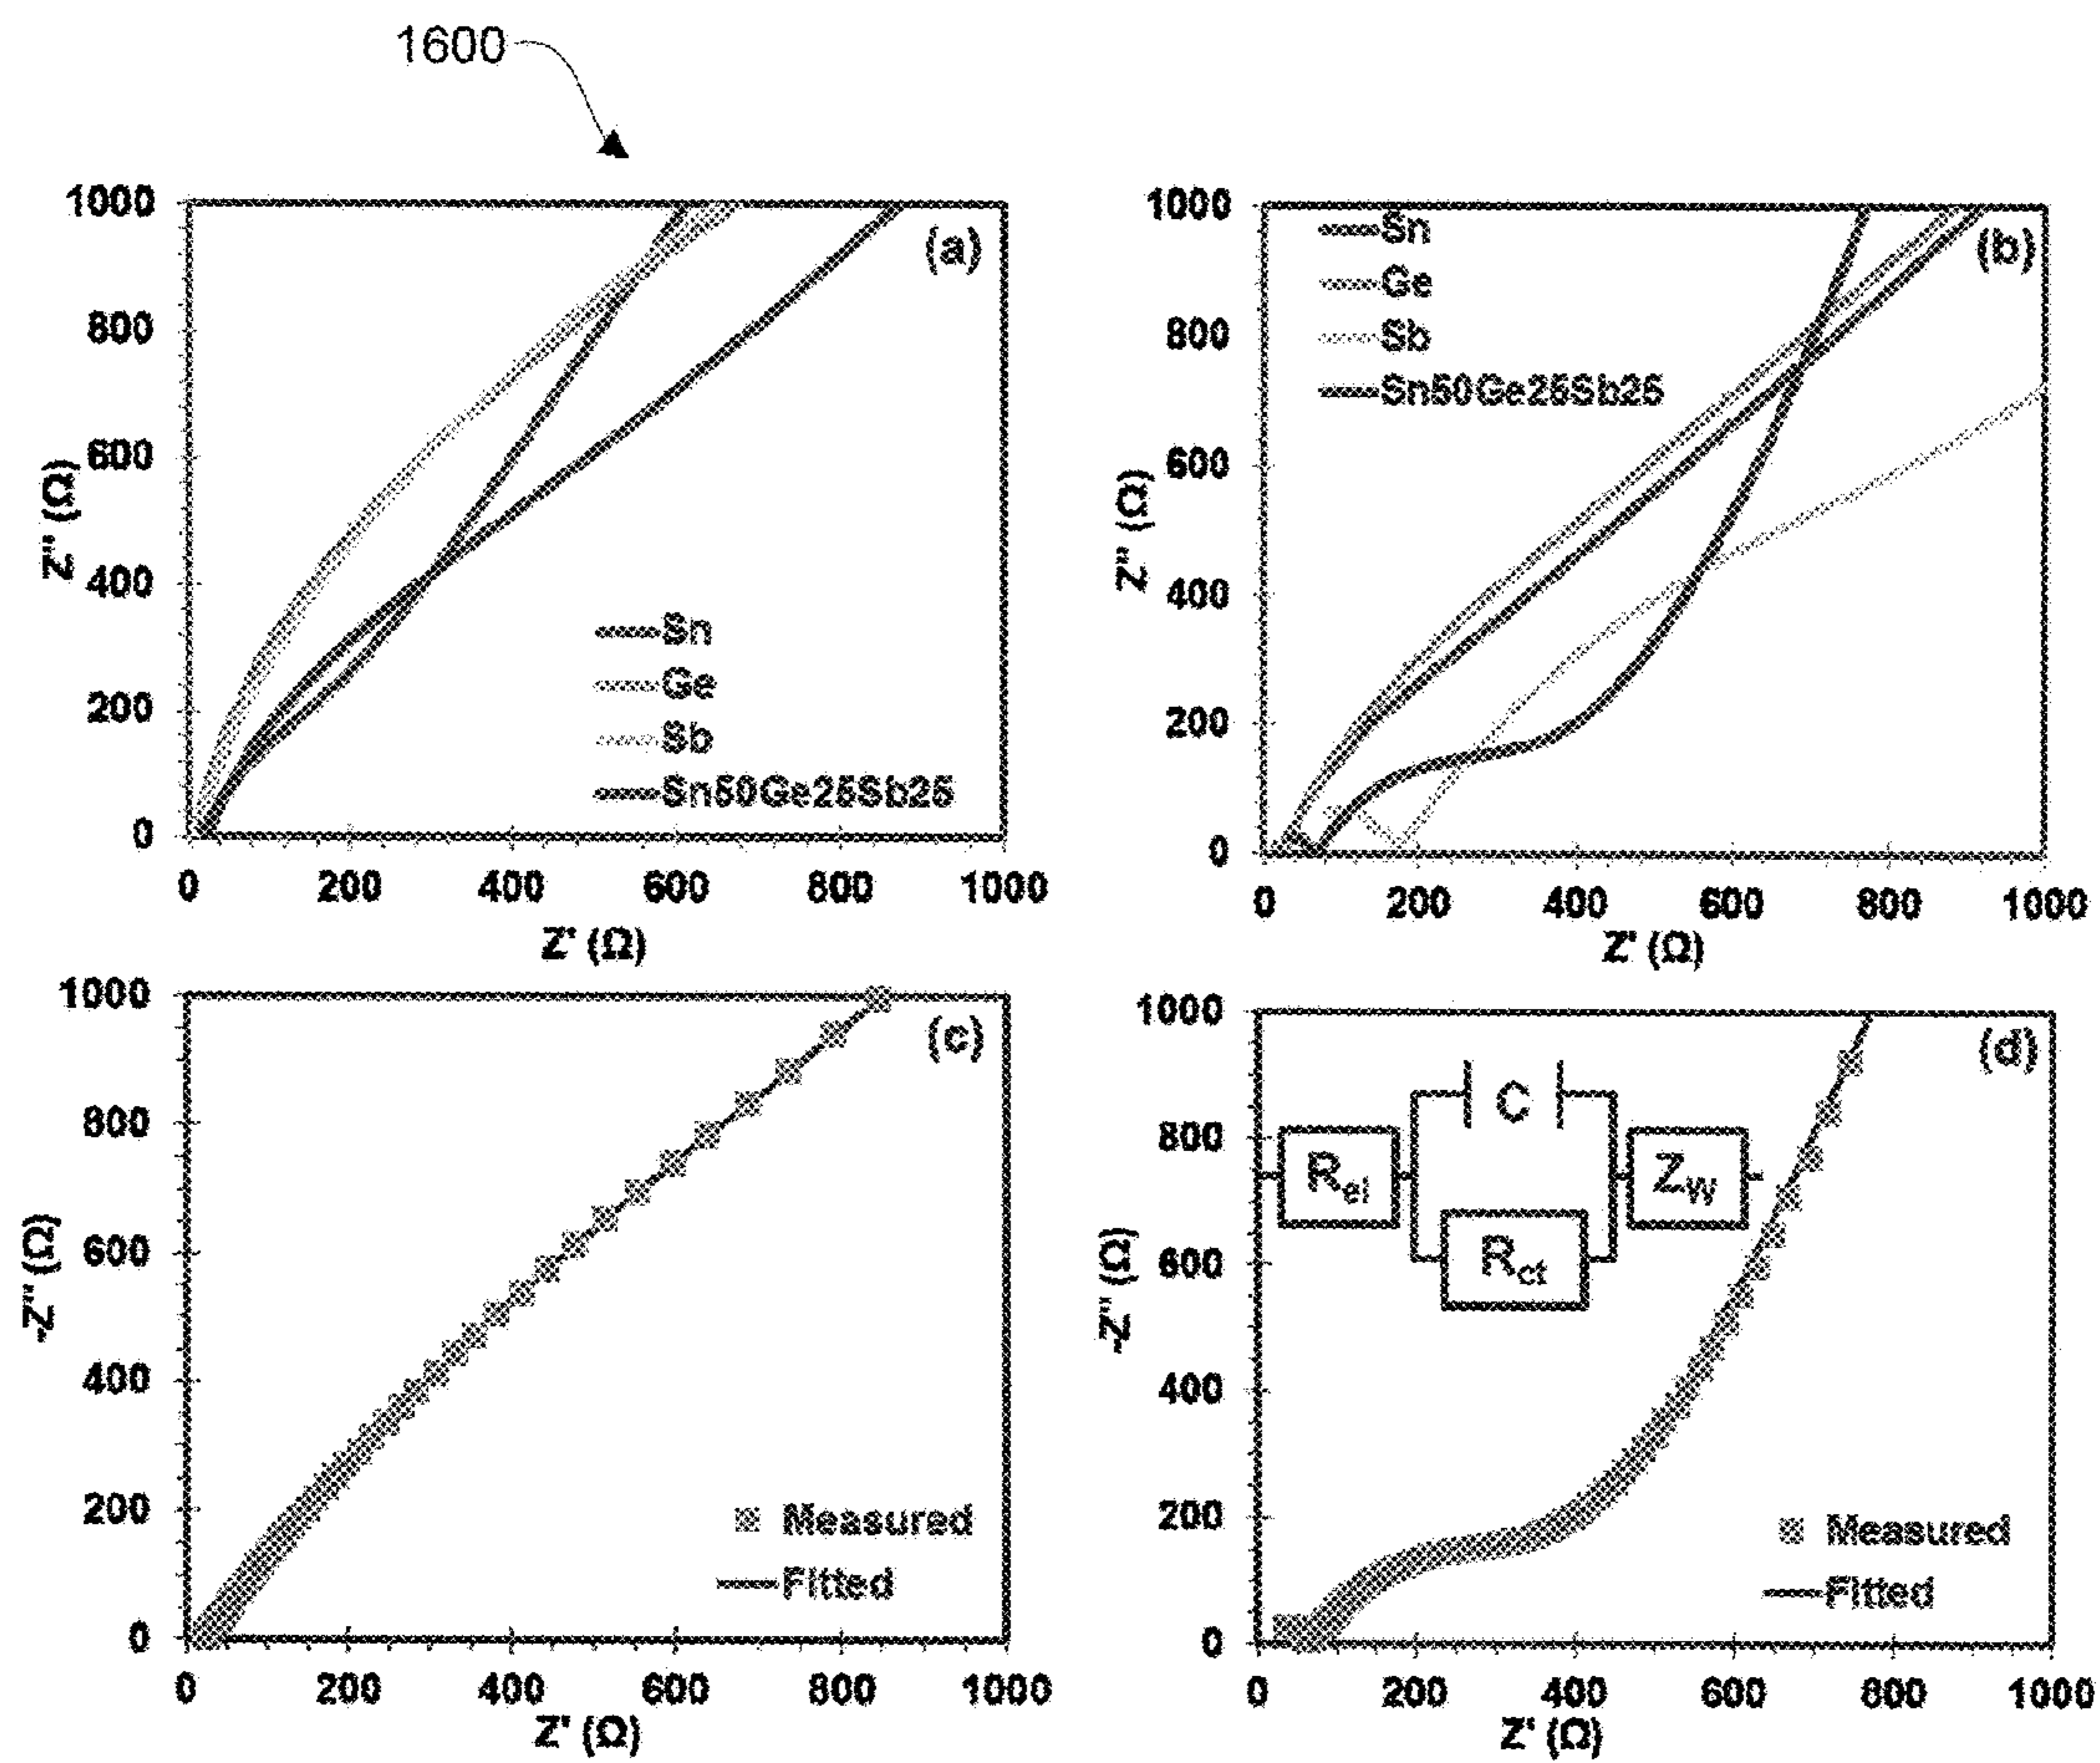 1600
1000
800
600
400
200
0
0 200 400 600 800 1000
Z'' (Ω)
Z' (Ω)
(a)
Sn
Ge
Sb
Sn50Ge25Sb25
1000
800
600
400
200
0
0 200 400 600 800 1000
Z'' (Ω)
Z' (Ω)
(b)
Sn
Ge
Sb
Sn50Ge25Sb25
1000
800
600
400
200
0
0 200 400 600 800 1000
-Z'' (Ω)
Z' (Ω)
(c)
Measured
Fitted
1000
800
600
400
200
0
0 200 400 600 800 1000
-Z'' (Ω)
Z' (Ω)
(d)
C
Rel
Rct
ZW
Measured
Fitted